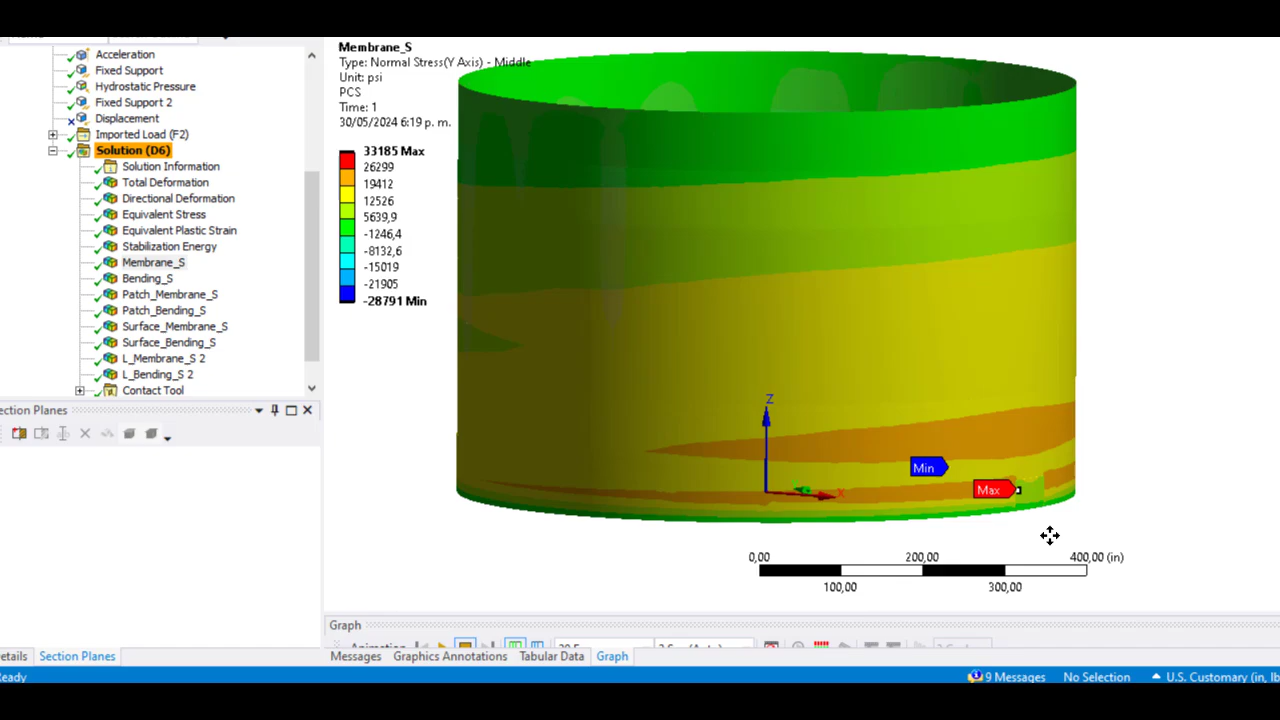 Acceleration
Fixed Support
Hydrostatic Pressure
Fixed Support 2
Displacement
Imported Load (F2)
Solution (D6)
Solution Information
Total Deformation
Directional Deformation
Equivalent Stress
Equivalent Plastic Strain
Stabilization Energy
Membrane_S
Bending_S
Patch_Membrane_S
Patch_Bending_S
Surface_Membrane_S
Surface_Bending_S
L_Membrane_S 2
L_Bending_S 2
Contact Tool
ection Planes
etails
Section Planes
Membrane_S
Type: Normal Stress(Y Axis) - Middle
Unit: psi
PCS
Time: 1
30/05/2024 6:19 p. m.
33185 Max
26299
19412
12526
5639,9
-1246,4
-8132,6
-15019
-21905
-28791 Min
Z
X
Min
Max
0,00 200,00 400,00 (in)
100,00 300,00
Graph
Messages Graphics Annotations Tabular Data Graph
eady
9 Messages No Selection U.S. Customary (in, lb